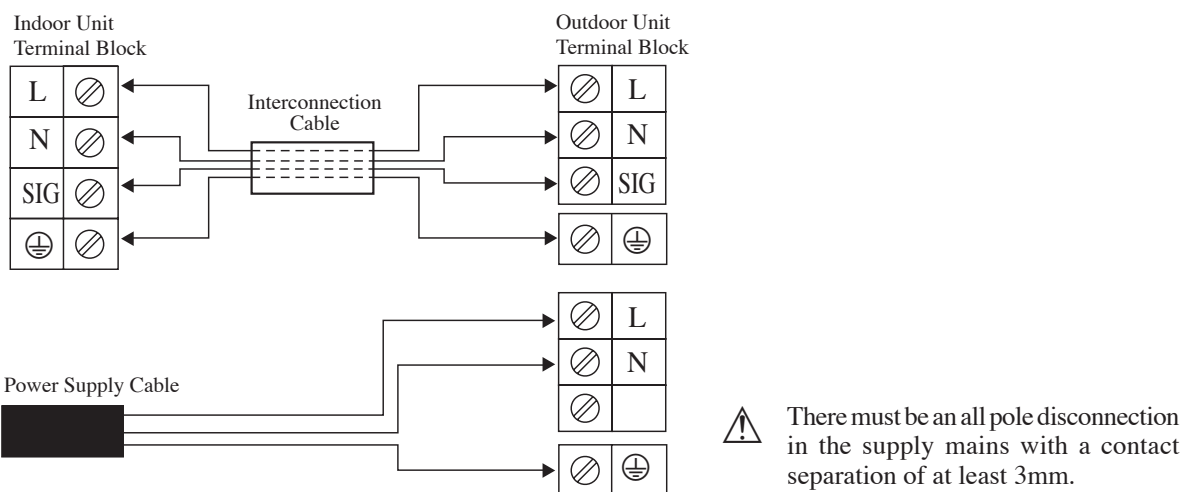 Indoor Unit
Terminal Block
Outdoor Unit
Terminal Block
L
N
SIG
Interconnection
Cable
L
N
SIG
L
N
Power Supply Cable
There must be an all pole disconnection
in the supply mains with a contact
separation of at least 3mm.